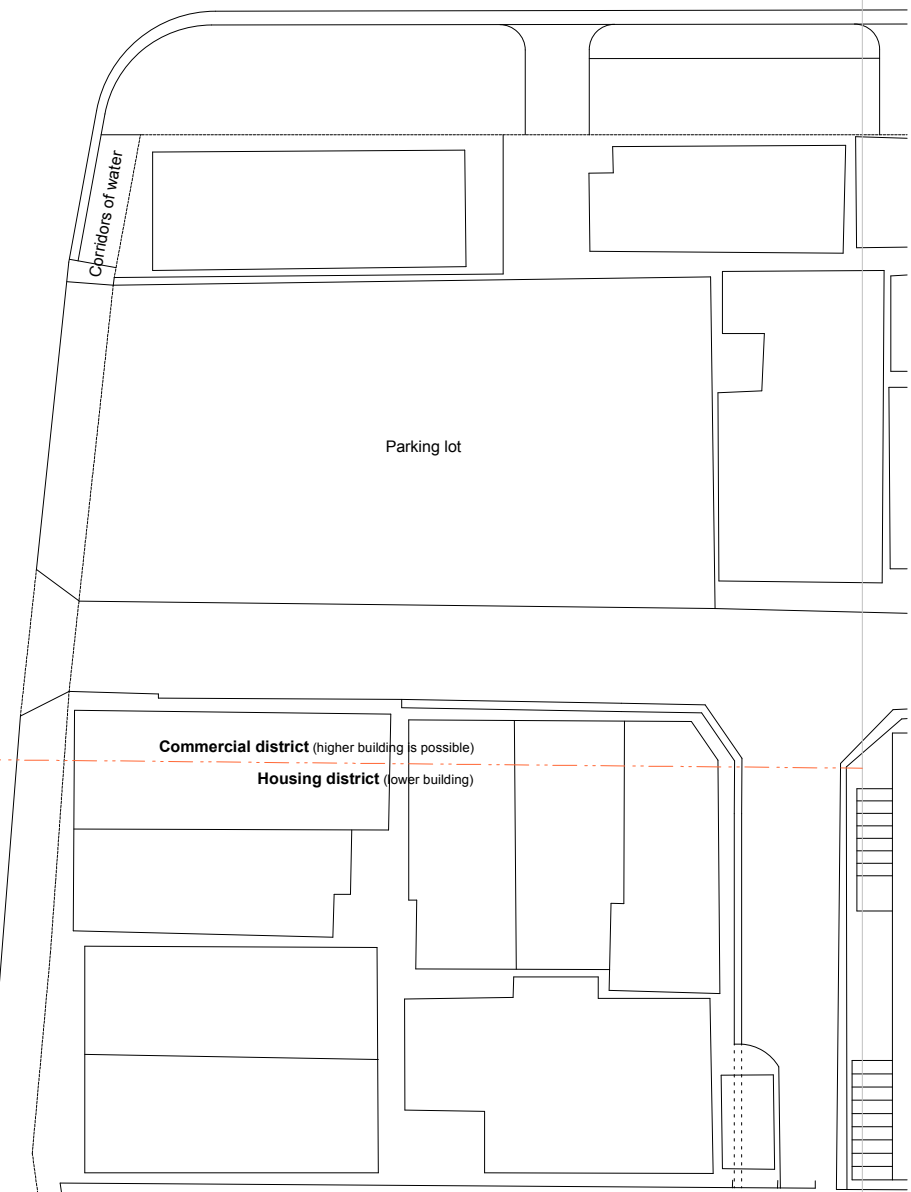 Corridors of water
Parking lot
Commercial district (higher building is possible)
Housing district (lower building)